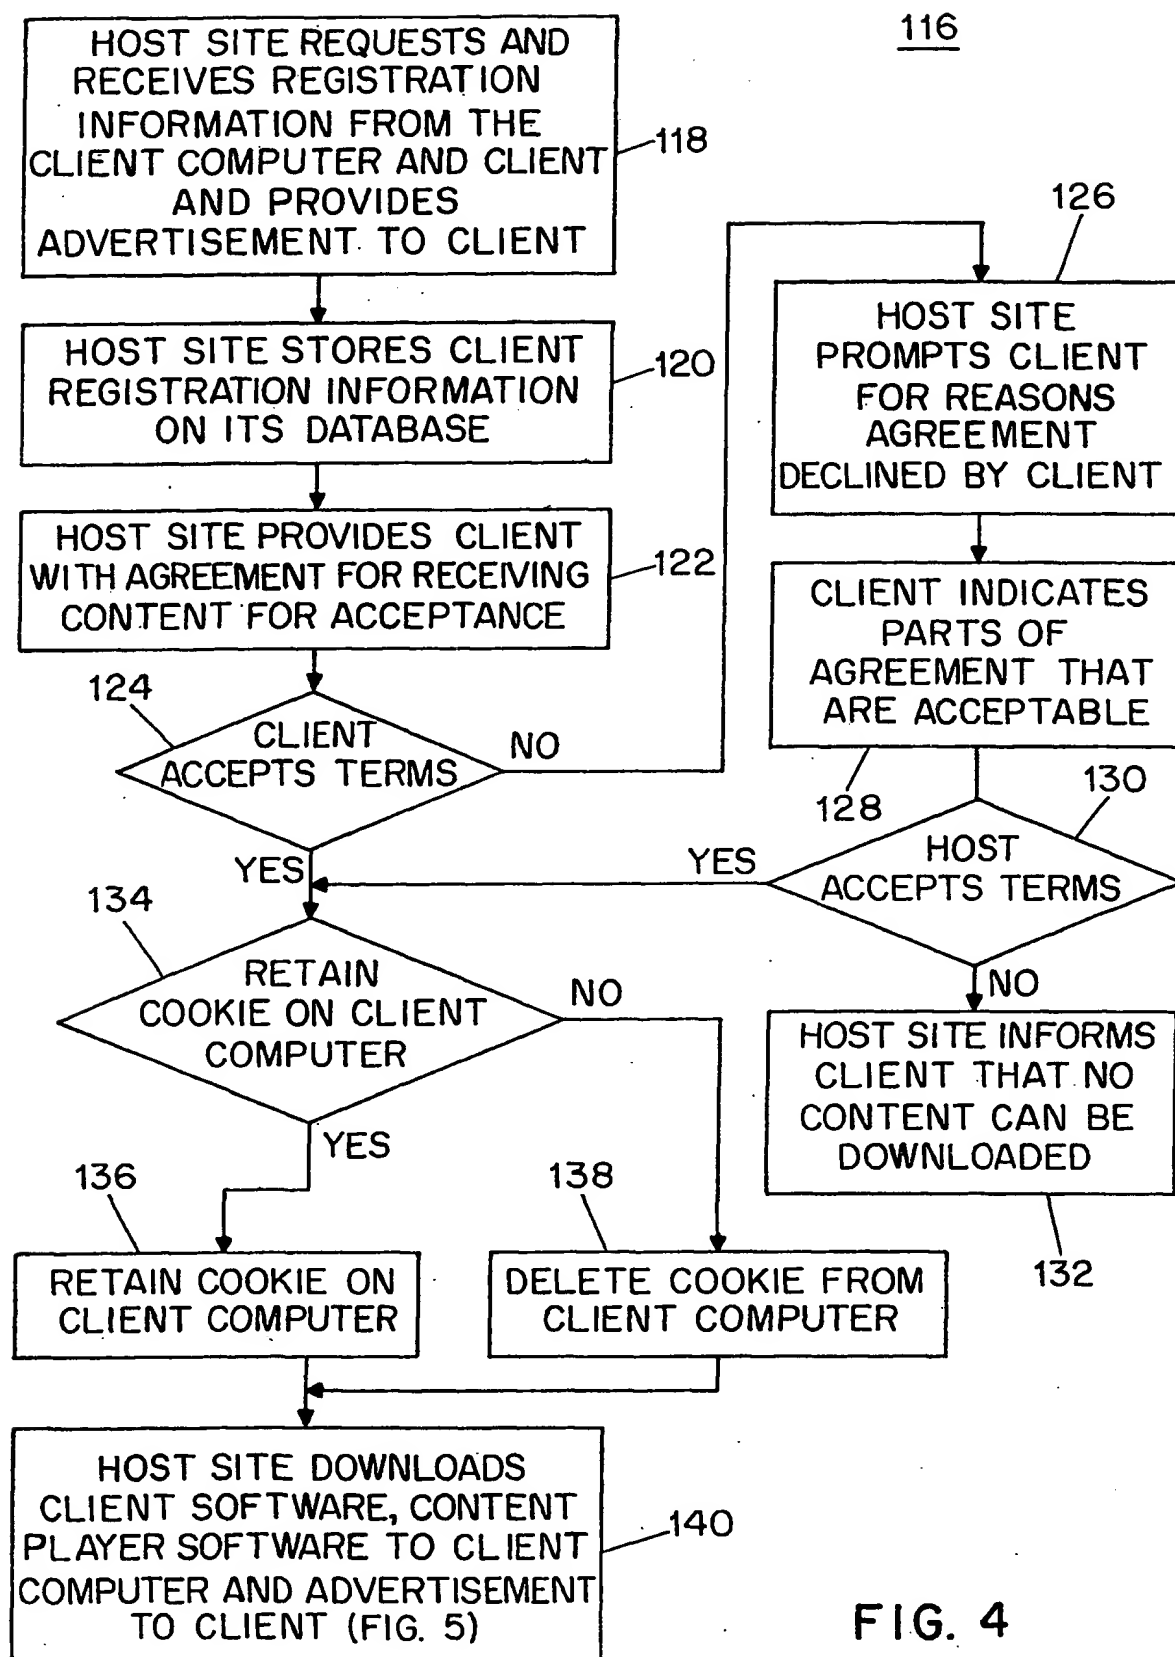 116
HOST SITE REQUESTS AND
RECEIVES REGISTRATION
INFORMATION FROM THE
CLIENT COMPUTER AND CLIENT
AND PROVIDES
ADVERTISEMENT TO CLIENT
118
HOST SITE STORES CLIENT
REGISTRATION INFORMATION
ON ITS DATABASE
120
HOST SITE PROVIDES CLIENT
WITH AGREEMENT FOR RECEIVING
CONTENT FOR ACCEPTANCE
122
124
CLIENT
ACCEPTS TERMS
NO
YES
126
HOST SITE
PROMPTS CLIENT
FOR REASONS
AGREEMENT
DECLINED BY CLIENT
CLIENT INDICATES
PARTS OF
AGREEMENT THAT
ARE ACCEPTABLE
128
130
HOST
ACCEPTS TERMS
YES
NO
HOST SITE INFORMS
CLIENT THAT NO
CONTENT CAN BE
DOWNLOADED
132
134
RETAIN
COOKIE ON CLIENT
COMPUTER
NO
YES
136
RETAIN COOKIE ON
CLIENT COMPUTER
138
DELETE COOKIE FROM
CLIENT COMPUTER
HOST SITE DOWNLOADS
CLIENT SOFTWARE, CONTENT
PLAYER SOFTWARE TO CLIENT
COMPUTER AND ADVERTISEMENT
TO CLIENT (FIG. 5)
140
FIG. 4